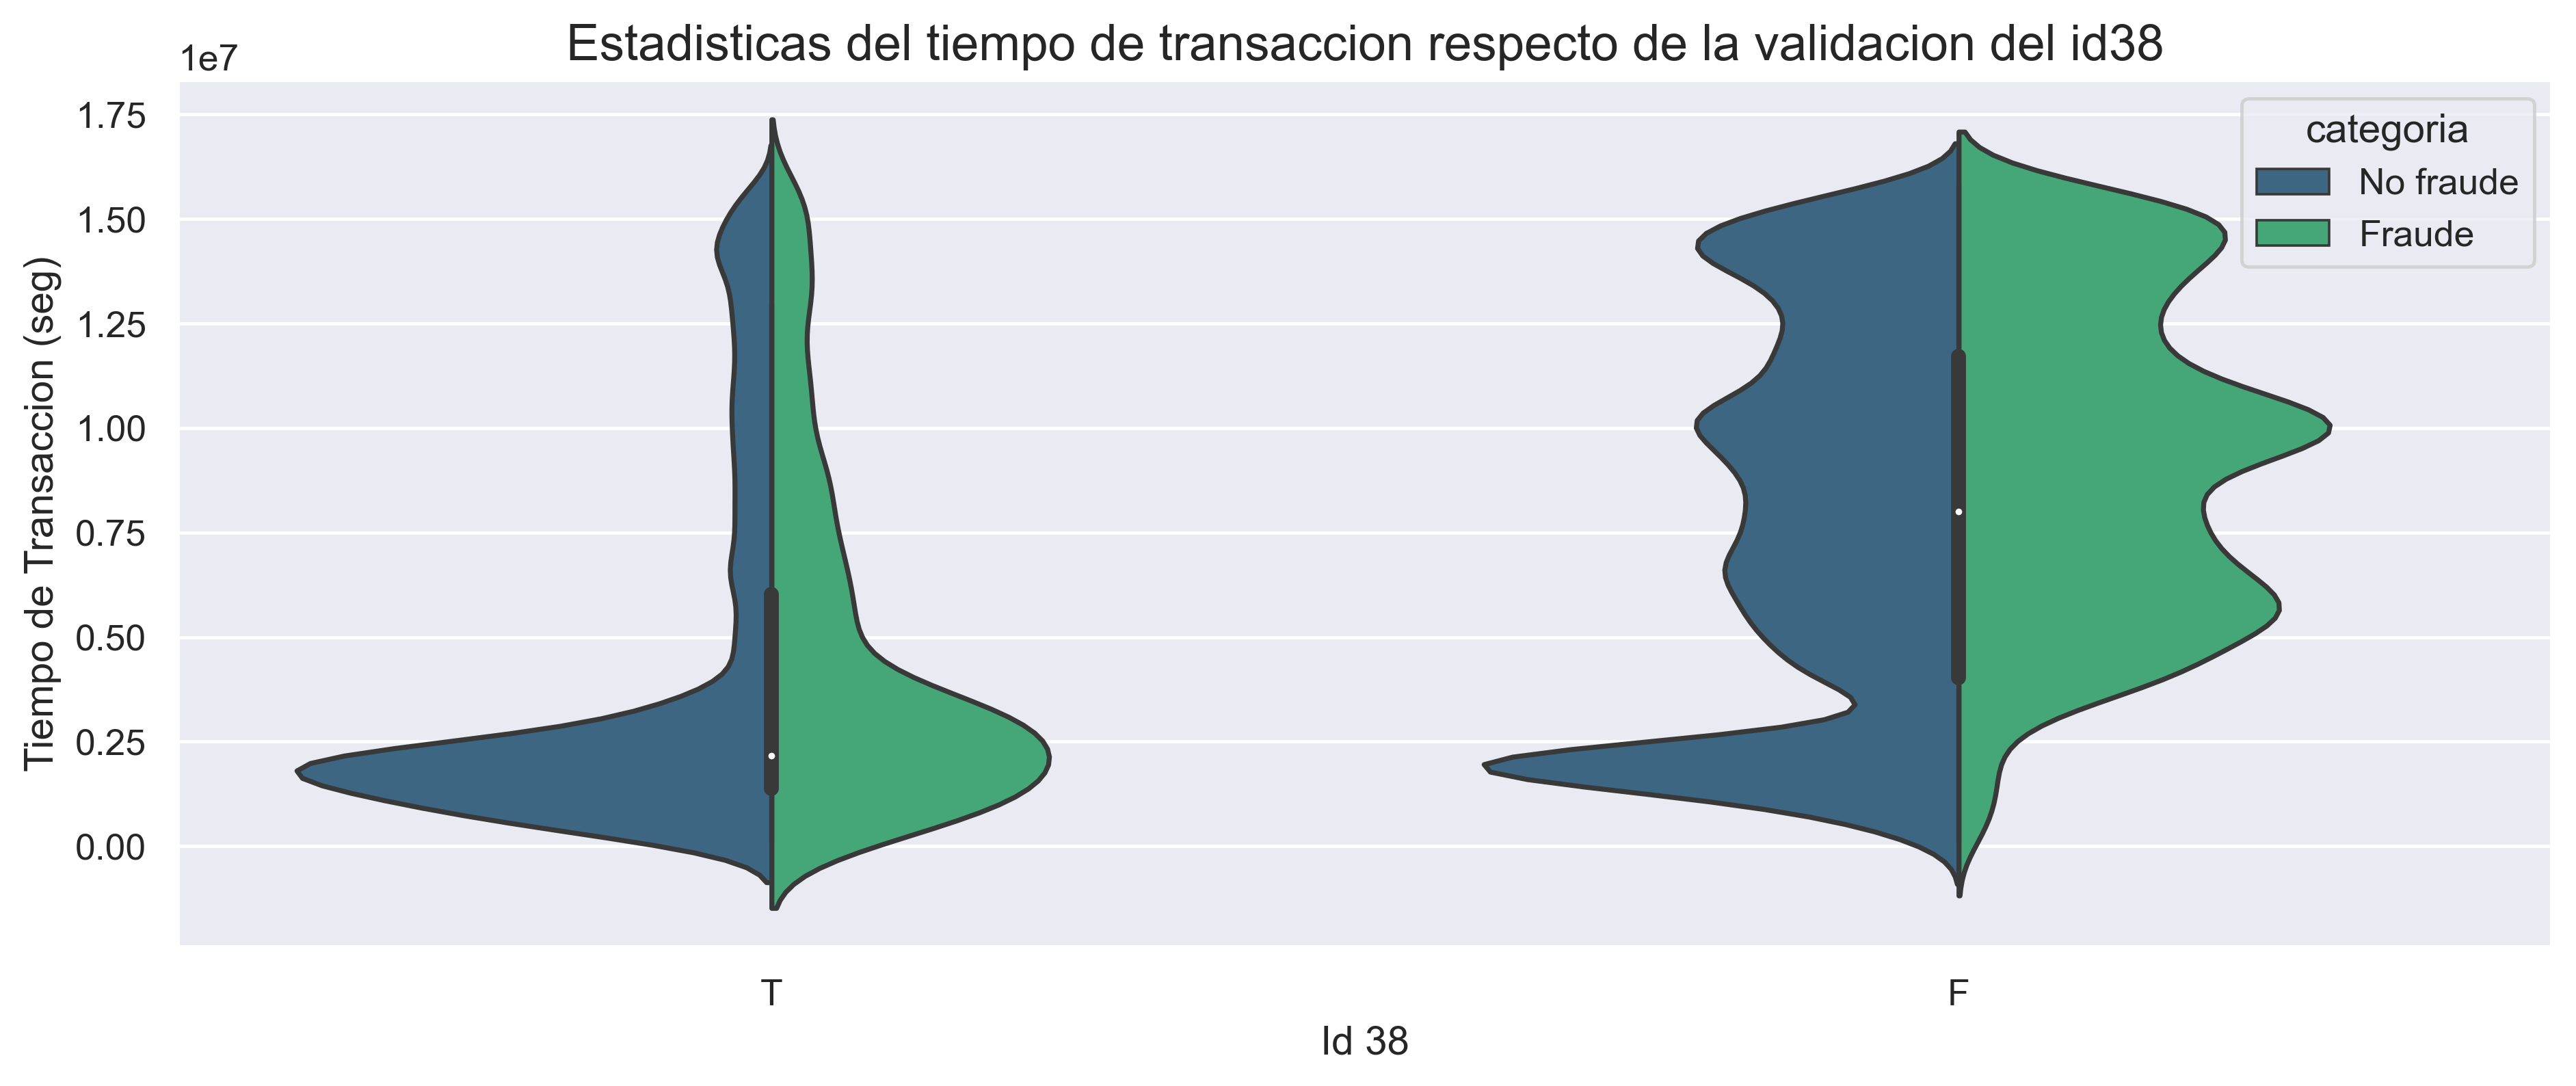 Estadisticas del tiempo de transaccion respecto de la validacion del id38
1e7
1.75
1.50
1.25
1.00
0.75
0.50
0.25
0.00
Tiempo de Transaccion (seg)
categoria
No fraude
Fraude
T
F
Id 38